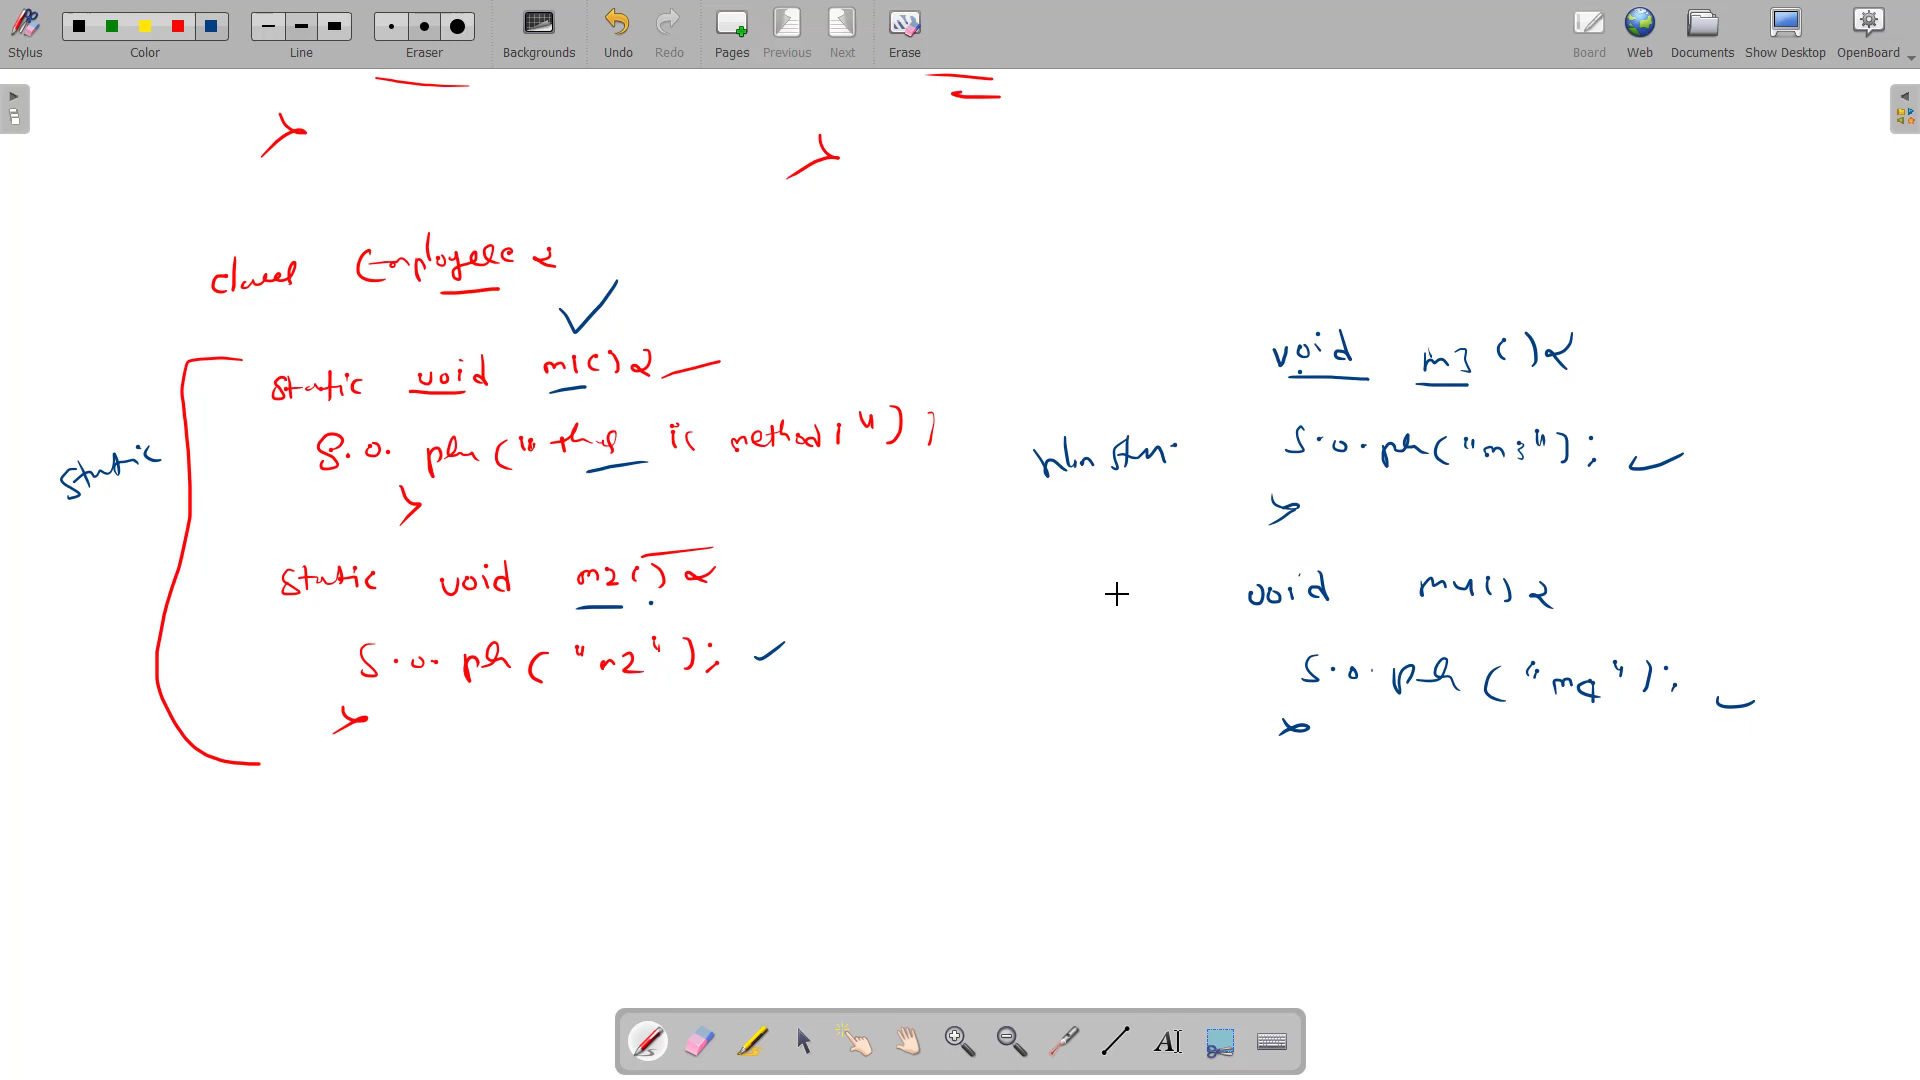 Stylus
Color
Line
Eraser
Backgrounds
Undo
Redo
Pages
Previous
Next
Erase
Board
Web
Documents
Show Desktop
OpenBoard
class Employee {
static void m1() {
S.o.pln("this is method1");
}
static
static void m2() {
S.o.pln("m2");
}
void m3() {
S.o.pln("m3");
}
void m4() {
S.o.pln("m4");
}
AI